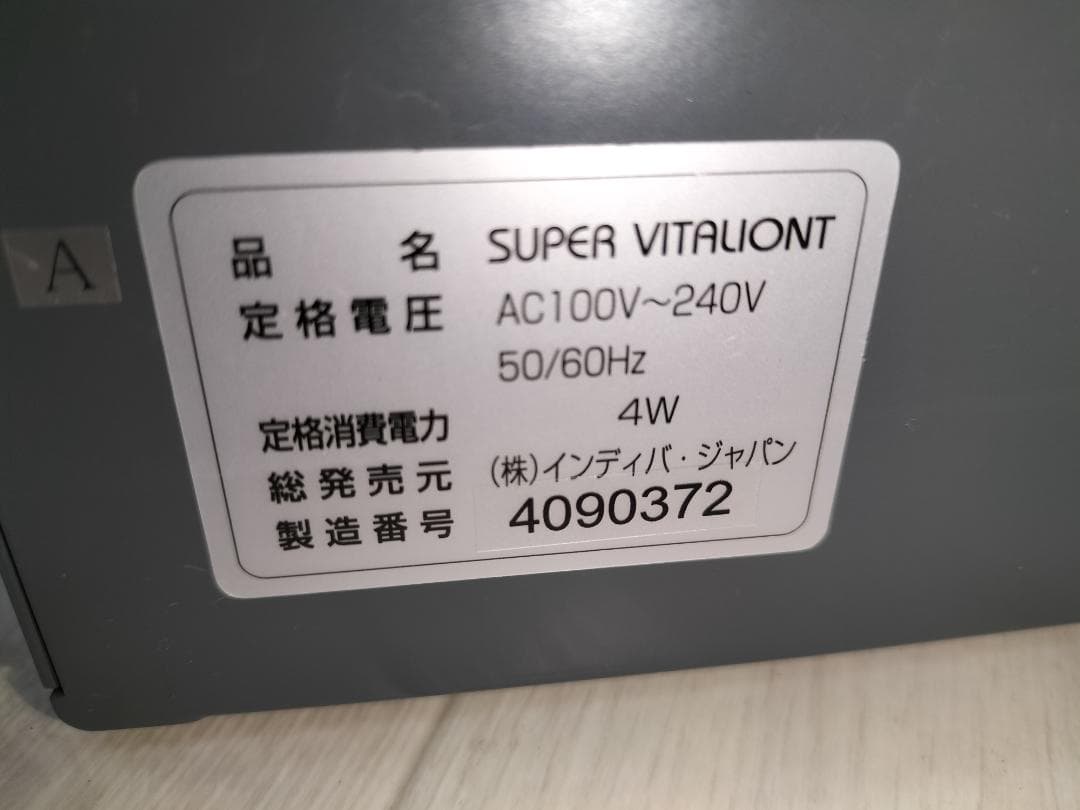 A
品名 SUPER VITALIONT
定格電圧 AC100V～240V
50/60Hz
定格消費電力 4W
総発売元 (株)インディバ・ジャパン
製造番号 4090372